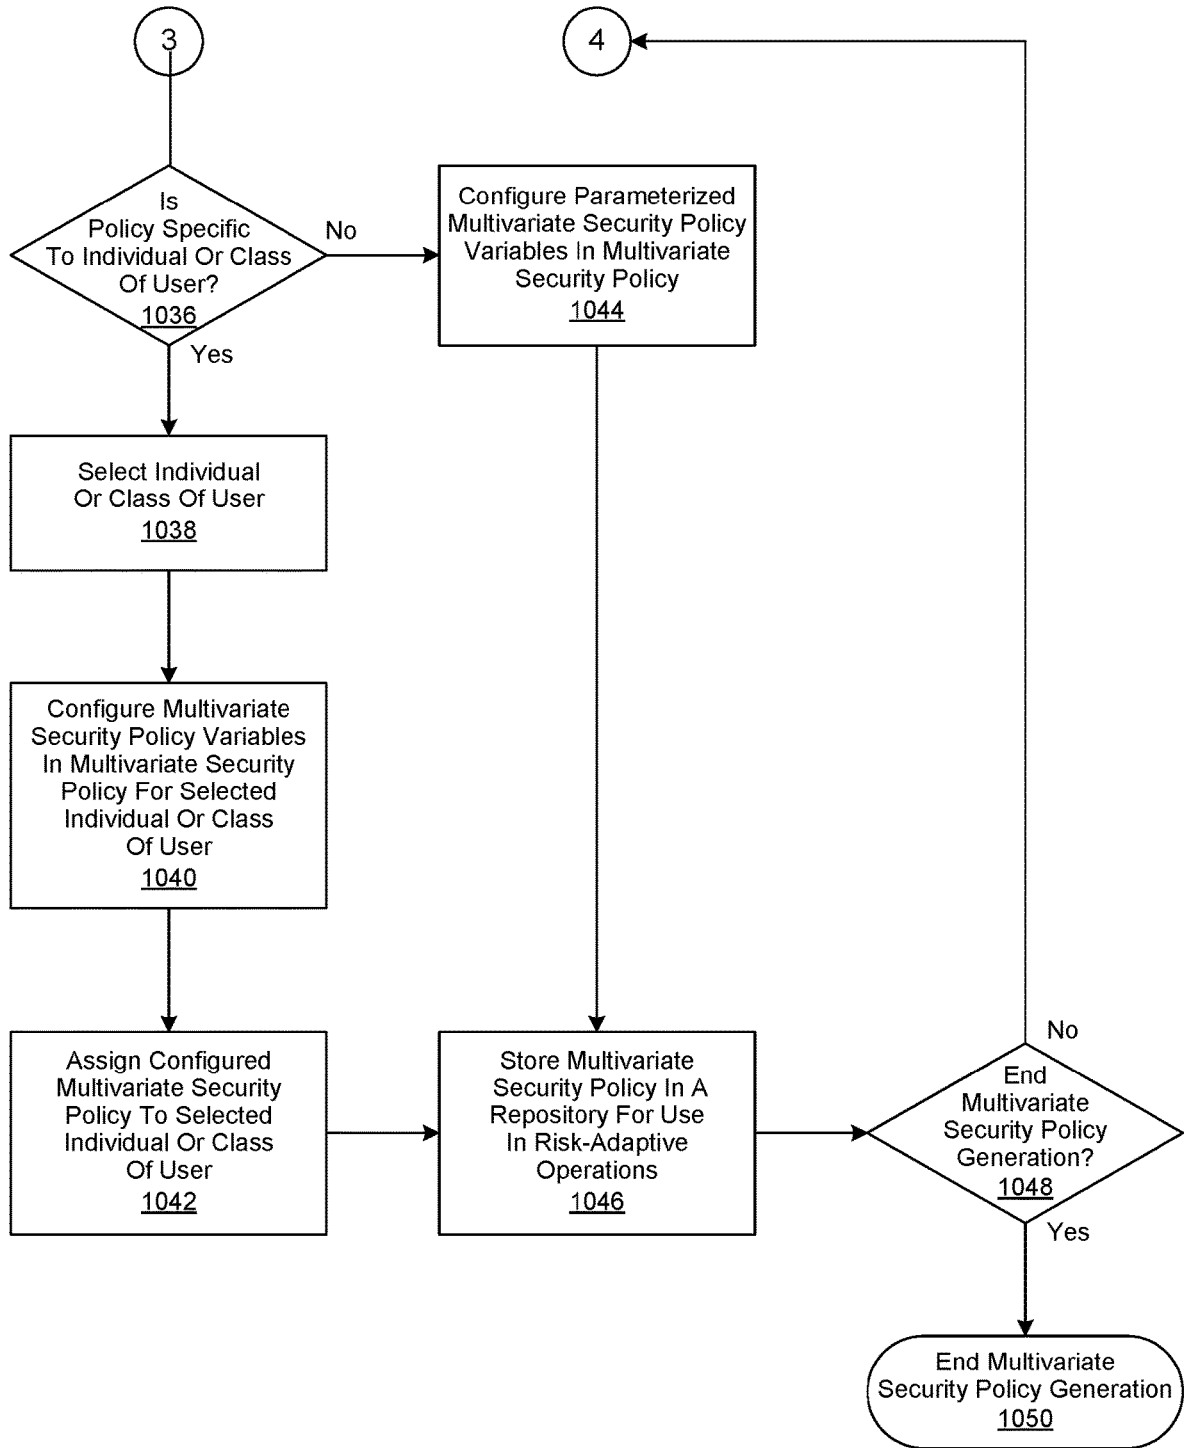 3
4
Is
Policy Specific
To Individual Or Class
Of User?
1036
No
Yes
Configure Parameterized
Multivariate Security Policy
Variables In Multivariate
Security Policy
1044
Select Individual
Or Class Of User
1038
Configure Multivariate
Security Policy Variables
In Multivariate Security
Policy For Selected
Individual Or Class
Of User
1040
Assign Configured
Multivariate Security
Policy To Selected
Individual Or Class
Of User
1042
Store Multivariate
Security Policy In A
Repository For Use
In Risk-Adaptive
Operations
1046
No
End
Multivariate
Security Policy
Generation?
1048
Yes
End Multivariate
Security Policy Generation
1050